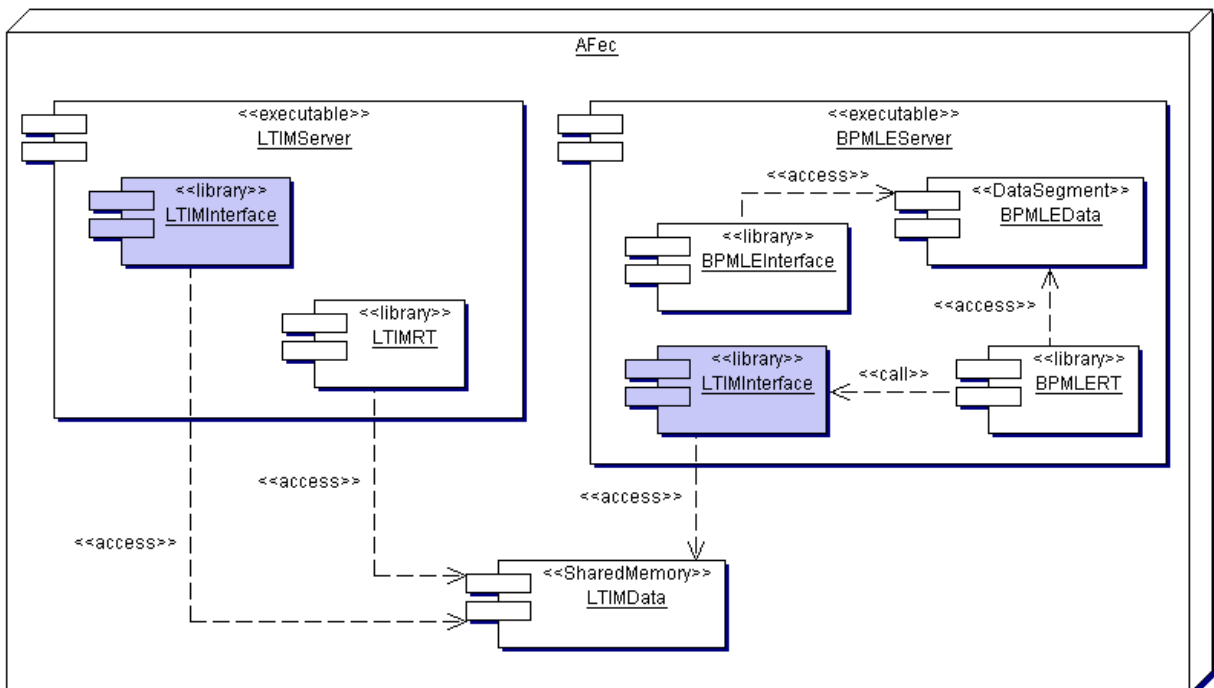 AFec
<<executable>>
LTIMServer
<<library>>
LTIMInterface
<<library>>
LTIMRT
<<executable>>
BPMLEServer
<<access>>
<<DataSegment>>
BPMLEData
<<library>>
BPMLEInterface
<<access>>
<<library>>
LTIMInterface
<<call>>
<<library>>
BPMLERT
<<access>>
<<access>>
<<access>>
<<SharedMemory>>
LTIMData